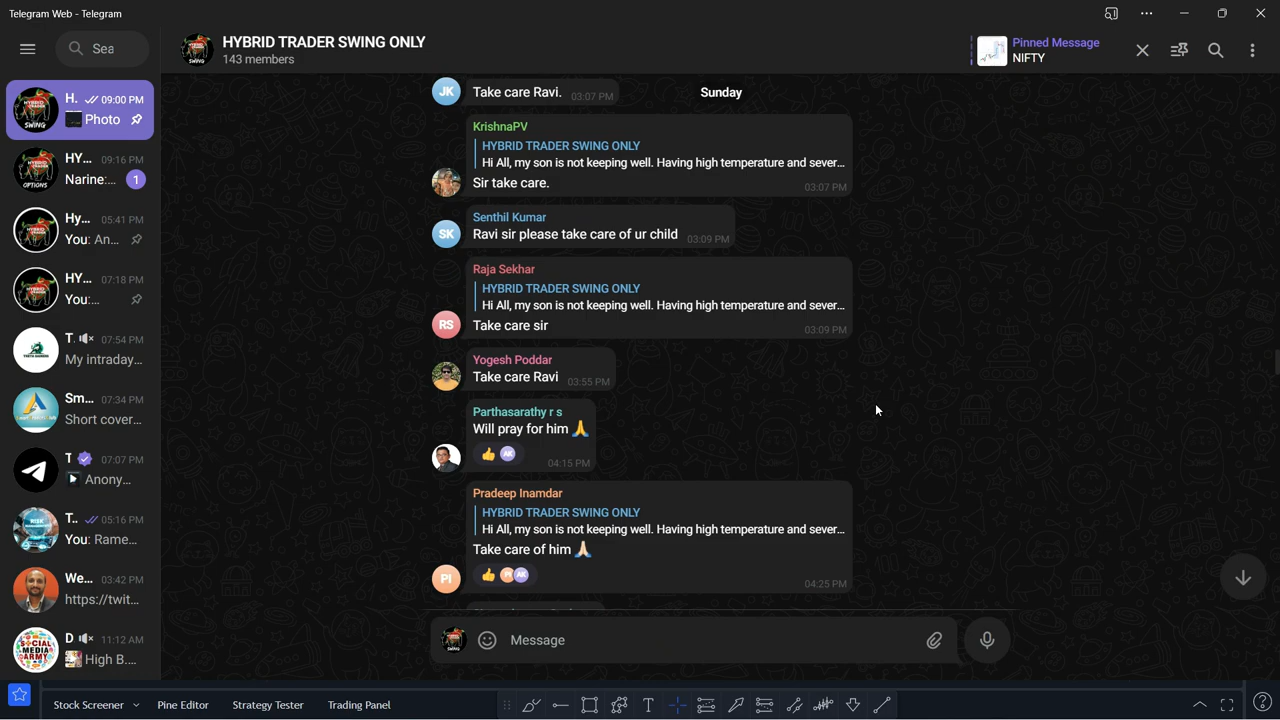 Telegram Web - Telegram
Sea
HYBRID TRADER SWING ONLY
143 members
Pinned Message
NIFTY
H. 09:00 PM
Photo
HY... 09:16 PM
Narine:... 1
Hy... 05:41 PM
You: An...
HY... 07:18 PM
You:...
T. 07:54 PM
My intraday...
Sm... 07:34 PM
Short cover...
T 07:07 PM
Anony...
T.. 05:16 PM
You: Rame...
We... 03:42 PM
https://twit...
D 11:12 AM
High B....
JK
Take care Ravi. 03:07 PM
Sunday
KrishnaPV
HYBRID TRADER SWING ONLY
Hi All, my son is not keeping well. Having high temperature and sever...
Sir take care. 03:07 PM
Senthil Kumar
SK
Ravi sir please take care of ur child 03:09 PM
Raja Sekhar
HYBRID TRADER SWING ONLY
Hi All, my son is not keeping well. Having high temperature and sever...
RS
Take care sir 03:09 PM
Yogesh Poddar
Take care Ravi 03:55 PM
Parthasarathy r s
Will pray for him 🙏
👍 AK 04:15 PM
Pradeep Inamdar
HYBRID TRADER SWING ONLY
Hi All, my son is not keeping well. Having high temperature and sever...
Take care of him 🙏🏻
PI
👍 AK 04:25 PM
Message
Stock Screener Pine Editor Strategy Tester Trading Panel